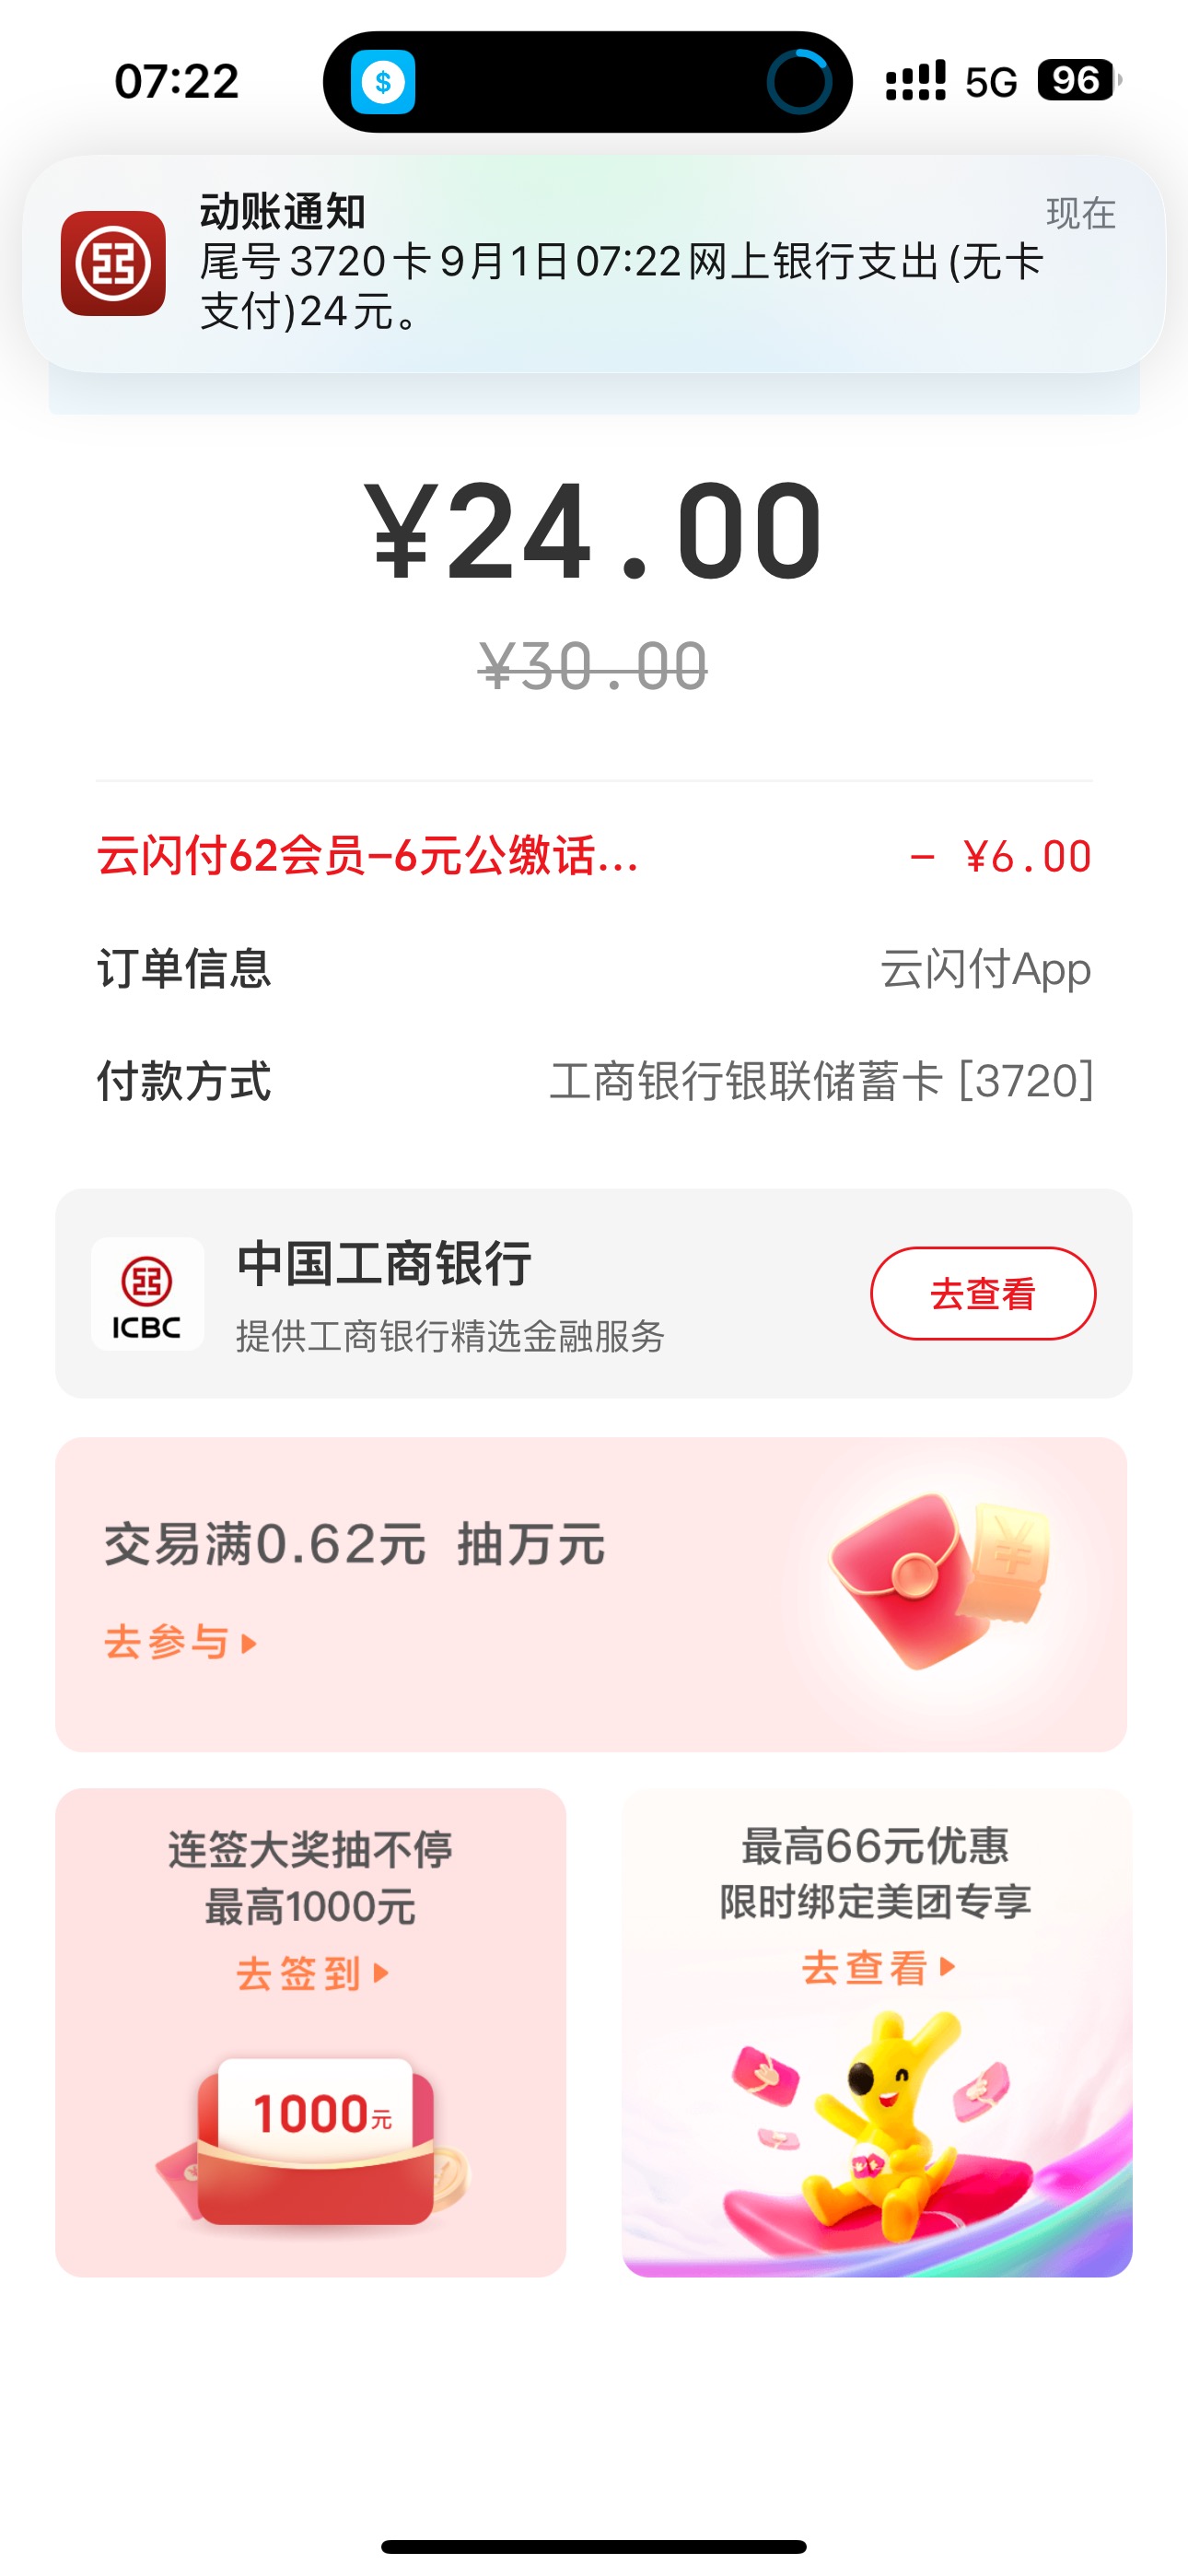 07:22
$
5G
96
动账通知
现在
尾号3720卡9月1日07:22网上银行支出(无卡
支付)24元。
¥24.00
¥30.00
云闪付62会员-6元公缴话...
- ¥6.00
订单信息
云闪付App
付款方式
工商银行银联储蓄卡 [3720]
中国工商银行
ICBC
提供工商银行精选金融服务
去查看
交易满0.62元 抽万元
去参与
连签大奖抽不停
最高1000元
去签到
1000元
最高66元优惠
限时绑定美团专享
去查看